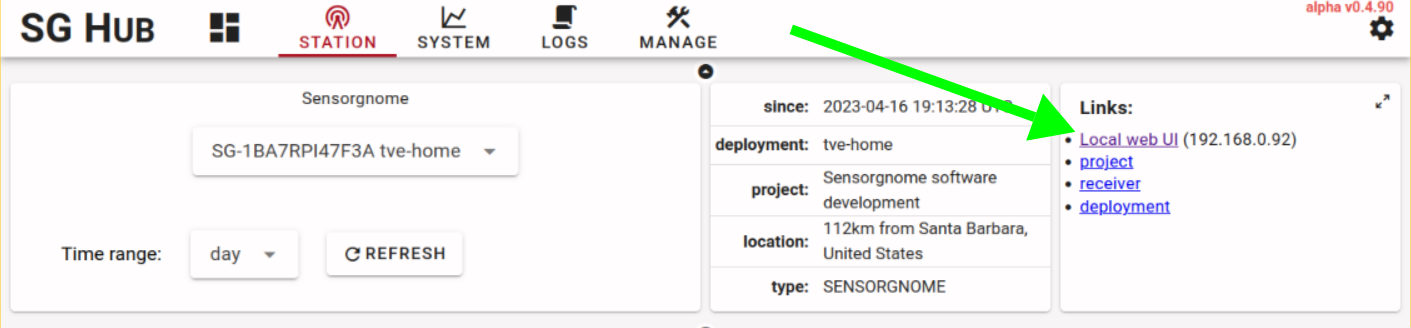 SG HUB
STATION
SYSTEM
LOGS
MANAGE
alpha v0.4.90
Sensorgnome
SG-1BA7RPI47F3A tve-home
Time range:
day
REFRESH
since: 2023-04-16 19:13:28 UTC
deployment: tve-home
project: Sensorgnome software
development
location: 112km from Santa Barbara,
United States
type: SENSORGNOME
Links:
• Local web UI (192.168.0.92)
• project
• receiver
• deployment